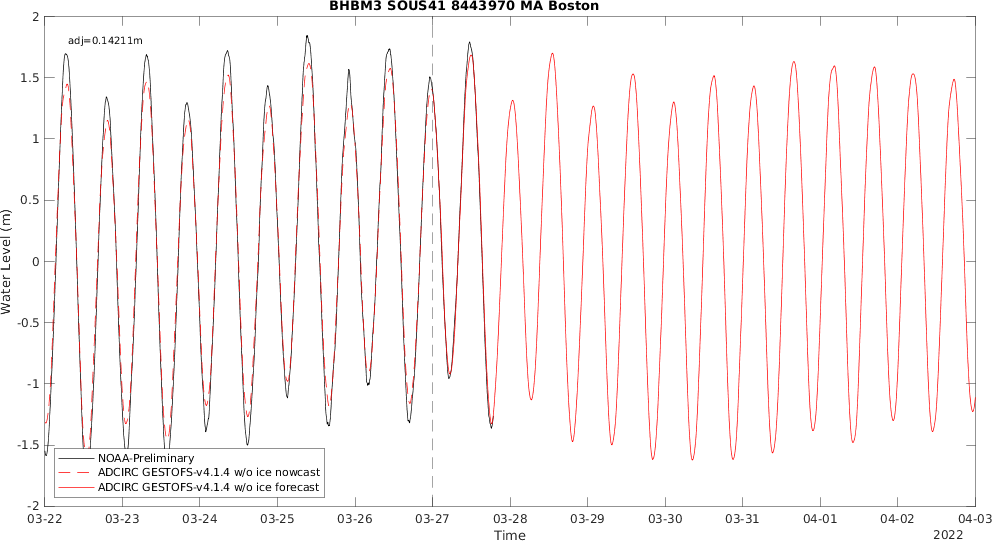 BHBM3 SOUS41 8443970 MA Boston
adj=0.14211m
Water Level (m)
2
1.5
1
0.5
0
-0.5
-1
-1.5
-2
NOAA-Preliminary
ADCIRC GESTOFS-v4.1.4 w/o ice nowcast
ADCIRC GESTOFS-v4.1.4 w/o ice forecast
03-22 03-23 03-24 03-25 03-26 03-27 03-28 03-29 03-30 03-31 04-01 04-02 04-03
Time
2022